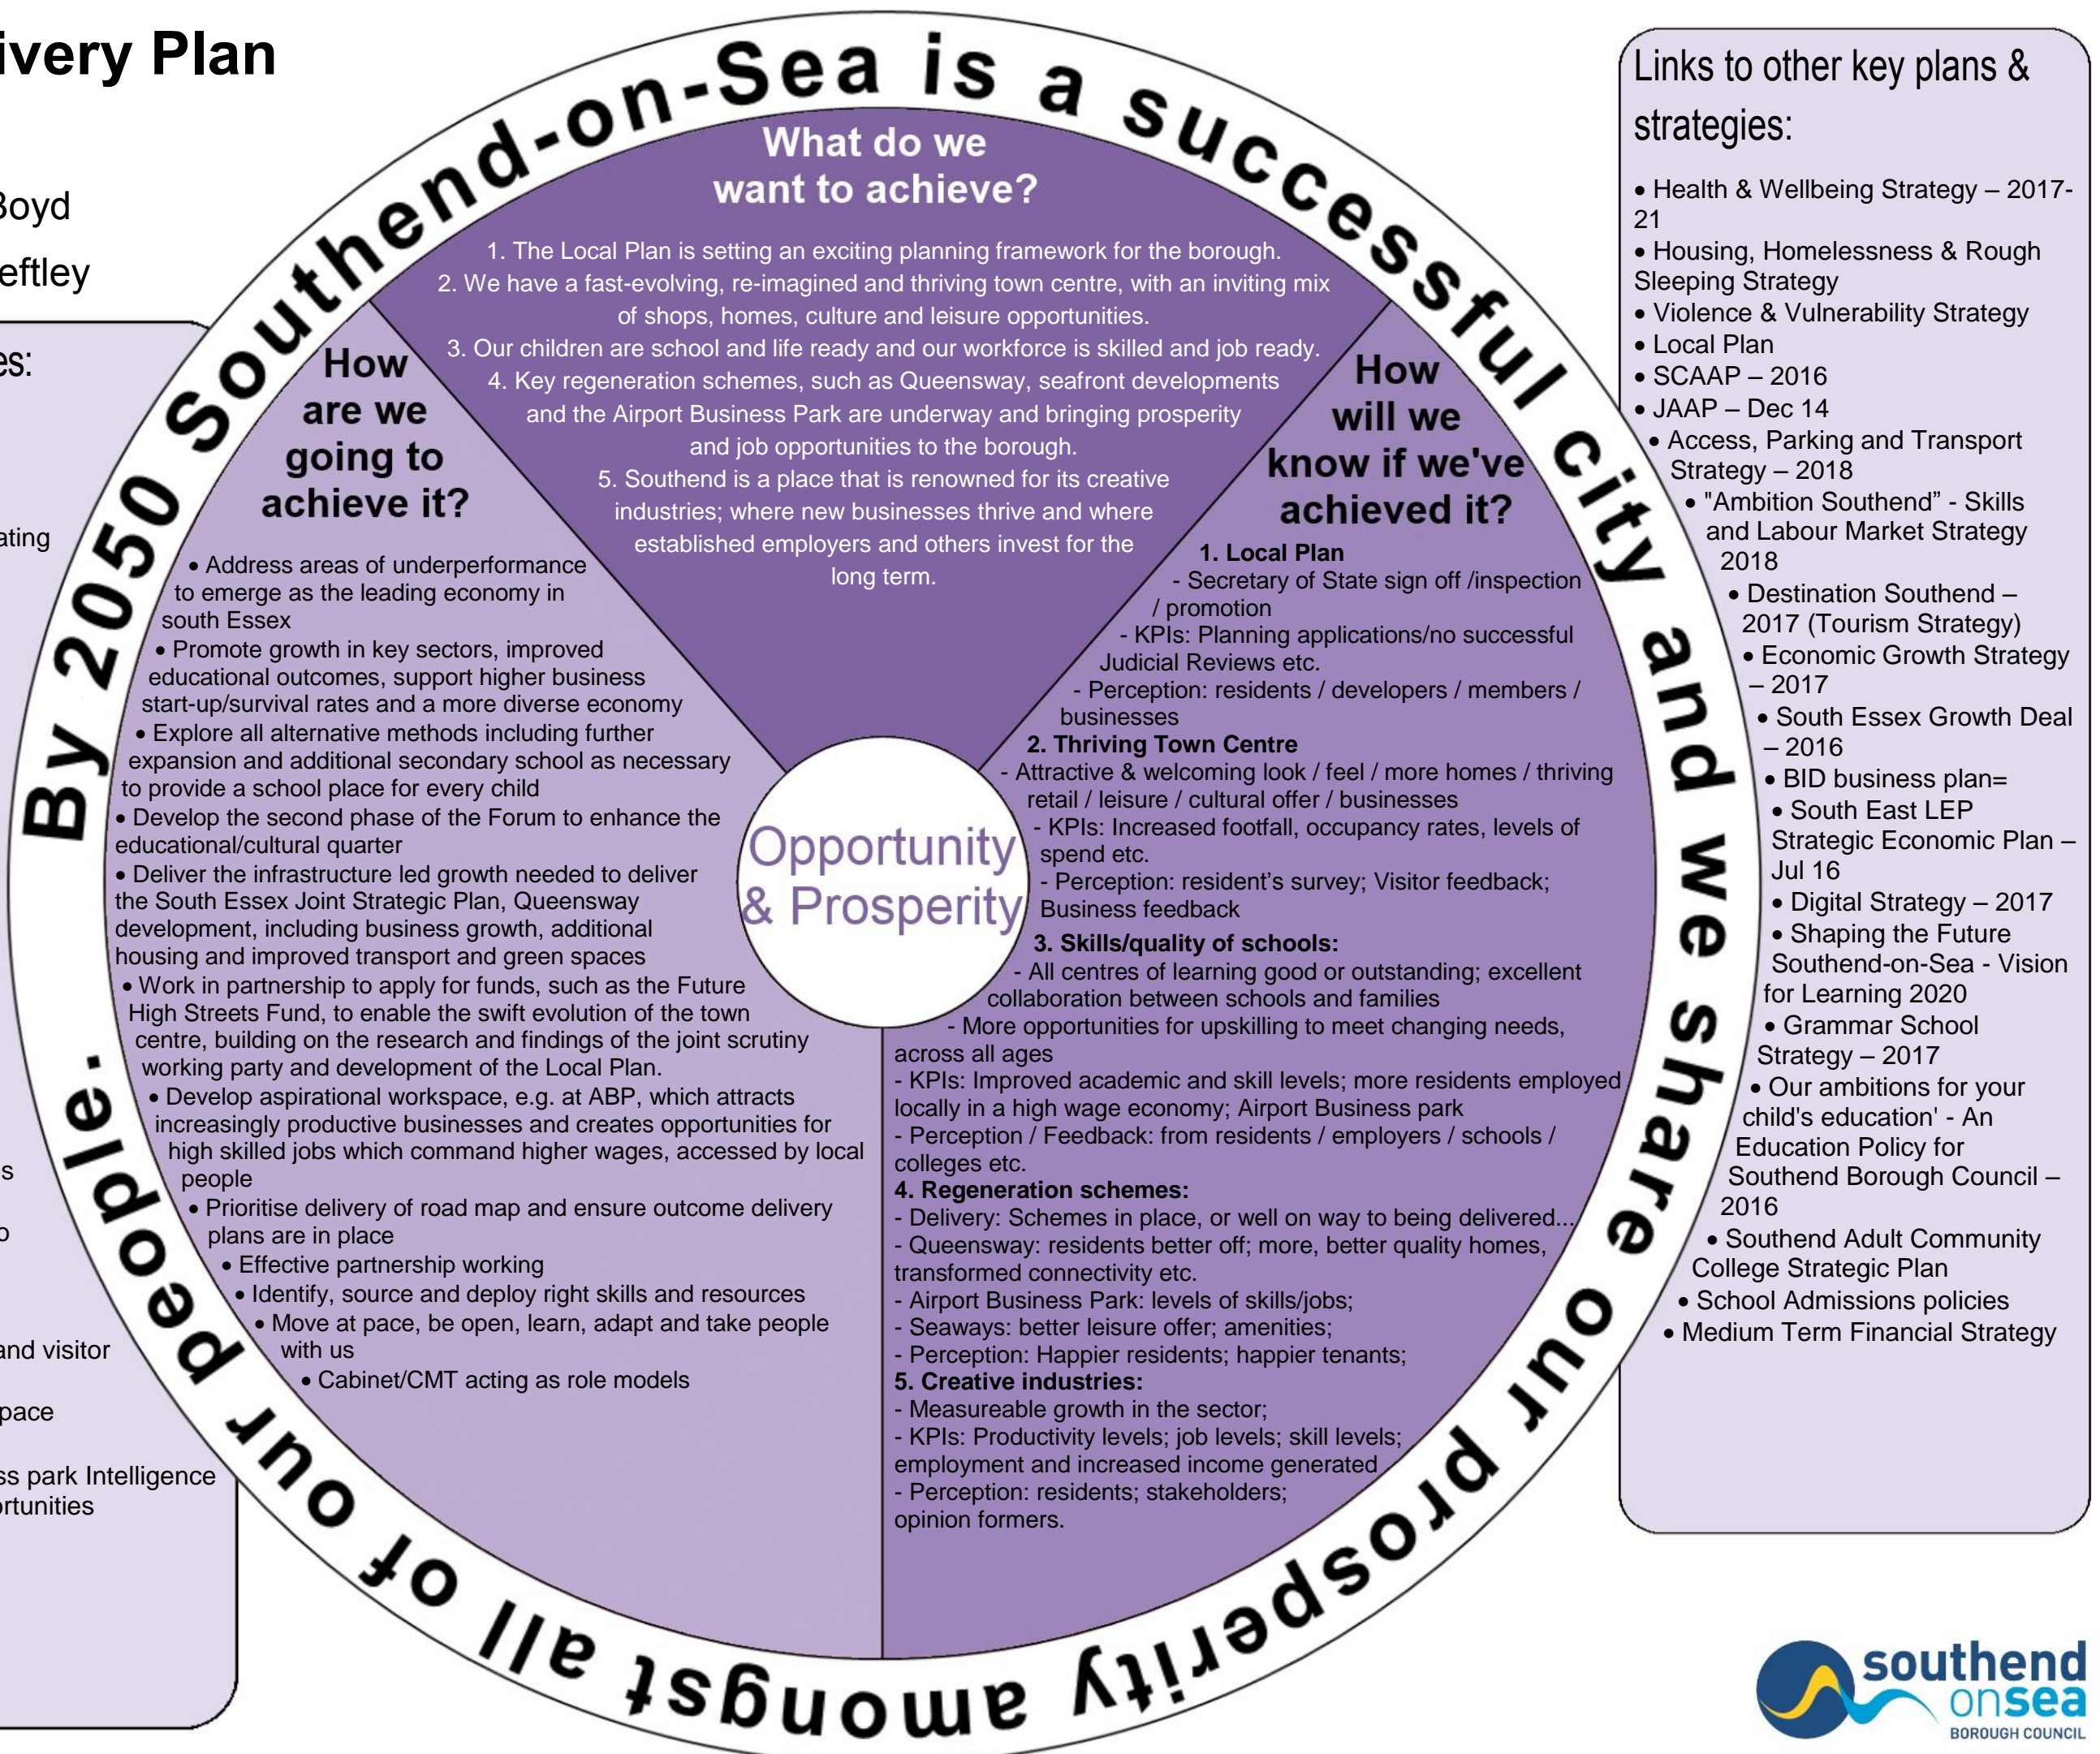 ivery Plan
Boyd
eftley
es:
ating
s
o
and visitor
pace
ss park Intelligence
ortunities
By 2050 Southend-on-Sea is a successful city and we share our prosperity amongst all of our people.
What do we
want to achieve?
1. The Local Plan is setting an exciting planning framework for the borough.
2. We have a fast-evolving, re-imagined and thriving town centre, with an inviting mix
of shops, homes, culture and leisure opportunities.
3. Our children are school and life ready and our workforce is skilled and job ready.
4. Key regeneration schemes, such as Queensway, seafront developments
and the Airport Business Park are underway and bringing prosperity
and job opportunities to the borough.
5. Southend is a place that is renowned for its creative
industries; where new businesses thrive and where
established employers and others invest for the
long term.
How
are we
going to
achieve it?
• Address areas of underperformance
to emerge as the leading economy in
south Essex
• Promote growth in key sectors, improved
educational outcomes, support higher business
start-up/survival rates and a more diverse economy
• Explore all alternative methods including further
expansion and additional secondary school as necessary
to provide a school place for every child
• Develop the second phase of the Forum to enhance the
educational/cultural quarter
• Deliver the infrastructure led growth needed to deliver
the South Essex Joint Strategic Plan, Queensway
development, including business growth, additional
housing and improved transport and green spaces
• Work in partnership to apply for funds, such as the Future
High Streets Fund, to enable the swift evolution of the town
centre, building on the research and findings of the joint scrutiny
working party and development of the Local Plan.
• Develop aspirational workspace, e.g. at ABP, which attracts
increasingly productive businesses and creates opportunities for
high skilled jobs which command higher wages, accessed by local
people
• Prioritise delivery of road map and ensure outcome delivery
plans are in place
• Effective partnership working
• Identify, source and deploy right skills and resources
• Move at pace, be open, learn, adapt and take people
with us
• Cabinet/CMT acting as role models
Opportunity
& Prosperity
How
will we
know if we've
achieved it?
1. Local Plan
- Secretary of State sign off /inspection
/ promotion
- KPIs: Planning applications/no successful
Judicial Reviews etc.
- Perception: residents / developers / members /
businesses
2. Thriving Town Centre
- Attractive & welcoming look / feel / more homes / thriving
retail / leisure / cultural offer / businesses
- KPIs: Increased footfall, occupancy rates, levels of
spend etc.
- Perception: resident's survey; Visitor feedback;
Business feedback
3. Skills/quality of schools:
- All centres of learning good or outstanding; excellent
collaboration between schools and families
- More opportunities for upskilling to meet changing needs,
across all ages
- KPIs: Improved academic and skill levels; more residents employed
locally in a high wage economy; Airport Business park
- Perception / Feedback: from residents / employers / schools /
colleges etc.
4. Regeneration schemes:
- Delivery: Schemes in place, or well on way to being delivered...
- Queensway: residents better off; more, better quality homes,
transformed connectivity etc.
- Airport Business Park: levels of skills/jobs;
- Seaways: better leisure offer; amenities;
- Perception: Happier residents; happier tenants;
5. Creative industries:
- Measureable growth in the sector;
- KPIs: Productivity levels; job levels; skill levels;
employment and increased income generated
- Perception: residents; stakeholders;
opinion formers.
Links to other key plans &
strategies:
• Health & Wellbeing Strategy – 2017-
21
• Housing, Homelessness & Rough
Sleeping Strategy
• Violence & Vulnerability Strategy
• Local Plan
• SCAAP – 2016
• JAAP – Dec 14
• Access, Parking and Transport
Strategy – 2018
• "Ambition Southend” - Skills
and Labour Market Strategy
2018
• Destination Southend –
2017 (Tourism Strategy)
• Economic Growth Strategy
– 2017
• South Essex Growth Deal
– 2016
• BID business plan=
• South East LEP
Strategic Economic Plan –
Jul 16
• Digital Strategy – 2017
• Shaping the Future
Southend-on-Sea - Vision
for Learning 2020
• Grammar School
Strategy – 2017
• Our ambitions for your
child's education' - An
Education Policy for
Southend Borough Council –
2016
• Southend Adult Community
College Strategic Plan
• School Admissions policies
• Medium Term Financial Strategy
southend
onsea
BOROUGH COUNCIL